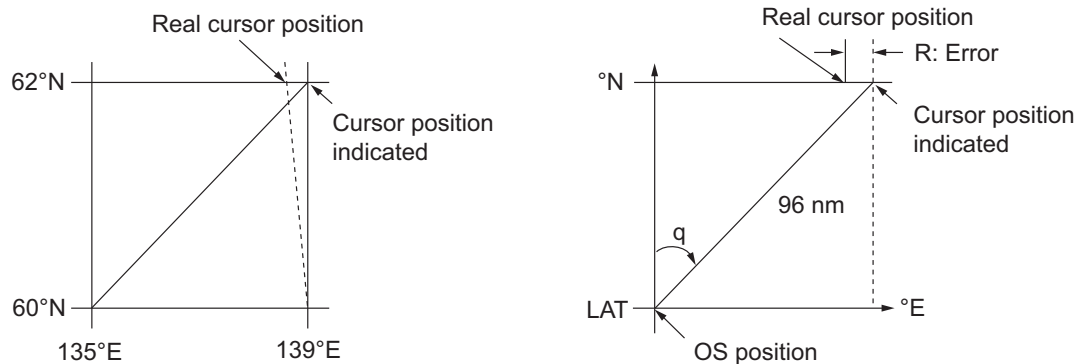 Real cursor position
62°N
Cursor position
indicated
60°N
135°E
139°E
Real cursor position
R: Error
°N
Cursor position
indicated
96 nm
q
LAT
°E
OS position